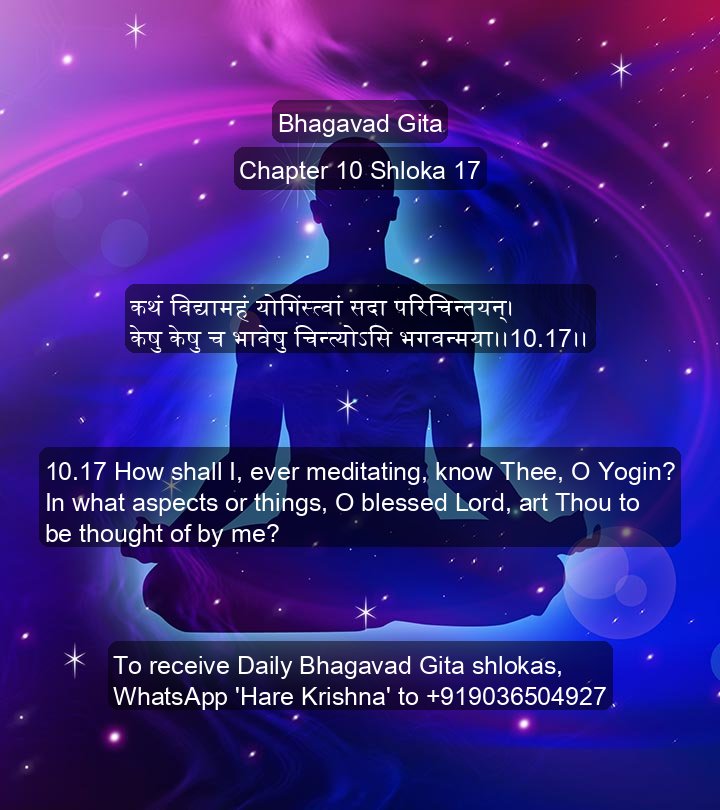 Bhagavad Gita
Chapter 10 Shloka 17
कथं विद्यामहं योगिंस्त्वां सदा परिचिन्तयन्।
केषु केषु च भावेषु चिन्त्योऽसि भगवन्मया।।10.17।।
10.17 How shall I, ever meditating, know Thee, O Yogin?
In what aspects or things, O blessed Lord, art Thou to
be thought of by me?
To receive Daily Bhagavad Gita shlokas,
WhatsApp 'Hare Krishna' to +919036504927